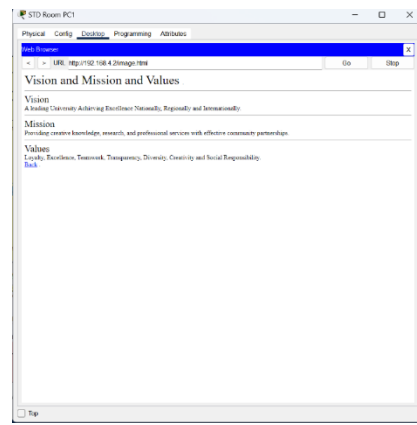 STD Room PC1
Physical Config Desktop Programming Attributes
Web Browser X
< > URL http://192.168.4.2/image.html Go Stop
Vision and Mission and Values
Vision
A leading University Achieving Excellence Nationally, Regionally and Internationally.
Mission
Providing creative knowledge, research, and professional services with effective community partnerships.
Values
Loyalty, Excellence, Teamwork, Transparency, Diversity, Creativity and Social Responsibility.
Back
Top